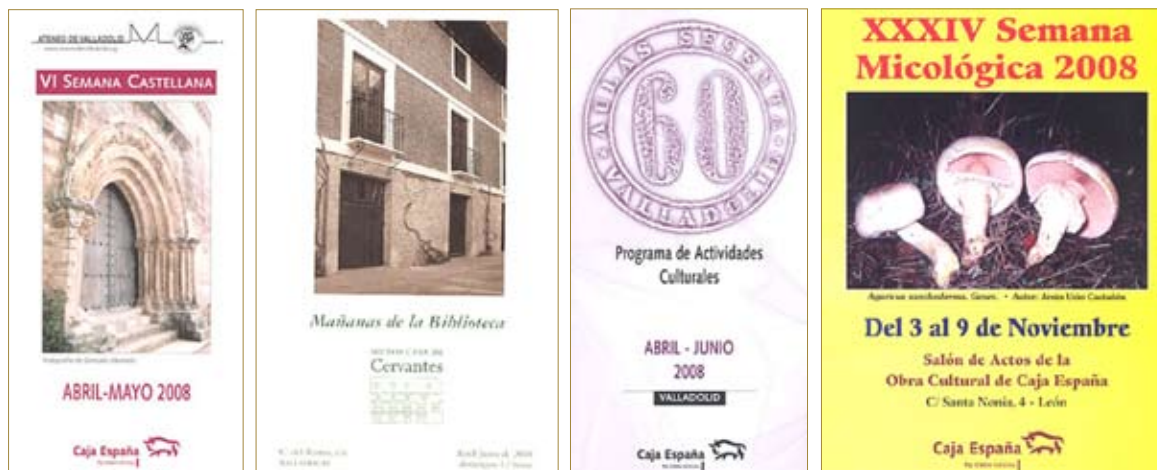 ATENEO DE VALLADOLID
VI SEMANA CASTELLANA
ABRIL-MAYO 2008
Caja España
Mañanas de la Biblioteca
Cervantes
AULAS SEGUNDA
60
VALLADOLID
Programa de Actividades
Culturales
ABRIL - JUNIO
2008
VALLADOLID
Caja España
XXXIV Semana
Micológica 2008
Del 3 al 9 de Noviembre
Salón de Actos de la
Obra Cultural de Caja España
C/ Santa Nonia, 4 - León
Caja España